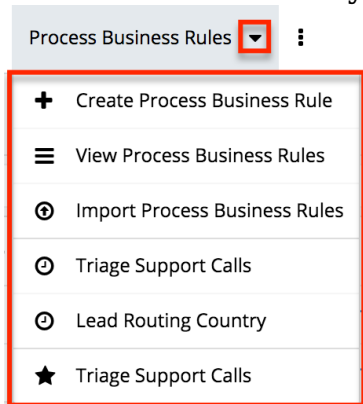 Process Business Rules
Create Process Business Rule
View Process Business Rules
Import Process Business Rules
Triage Support Calls
Lead Routing Country
Triage Support Calls